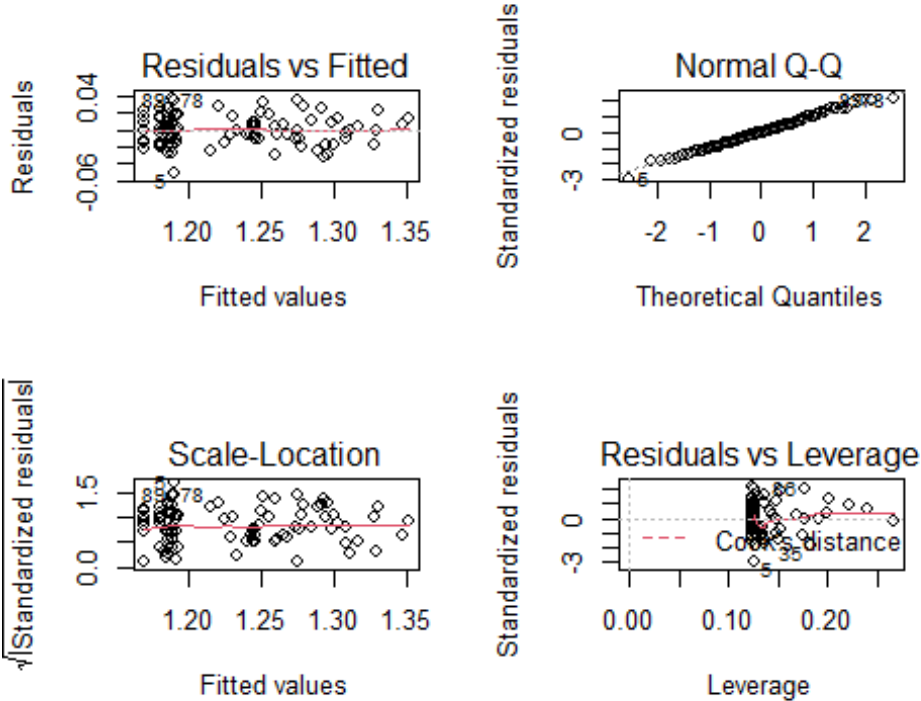 Residuals vs Fitted
Residuals
0.04
-0.06
89
78
5
1.20 1.25 1.30 1.35
Fitted values
Normal Q-Q
Standardized residuals
0
-3
5
-2 -1 0 1 2
Theoretical Quantiles
Scale-Location
√|Standardized residuals|
1.5
0.0
5
89
78
1.20 1.25 1.30 1.35
Fitted values
Residuals vs Leverage
Standardized residuals
0
-3
86
35
5
Cook's distance
0.00 0.10 0.20
Leverage